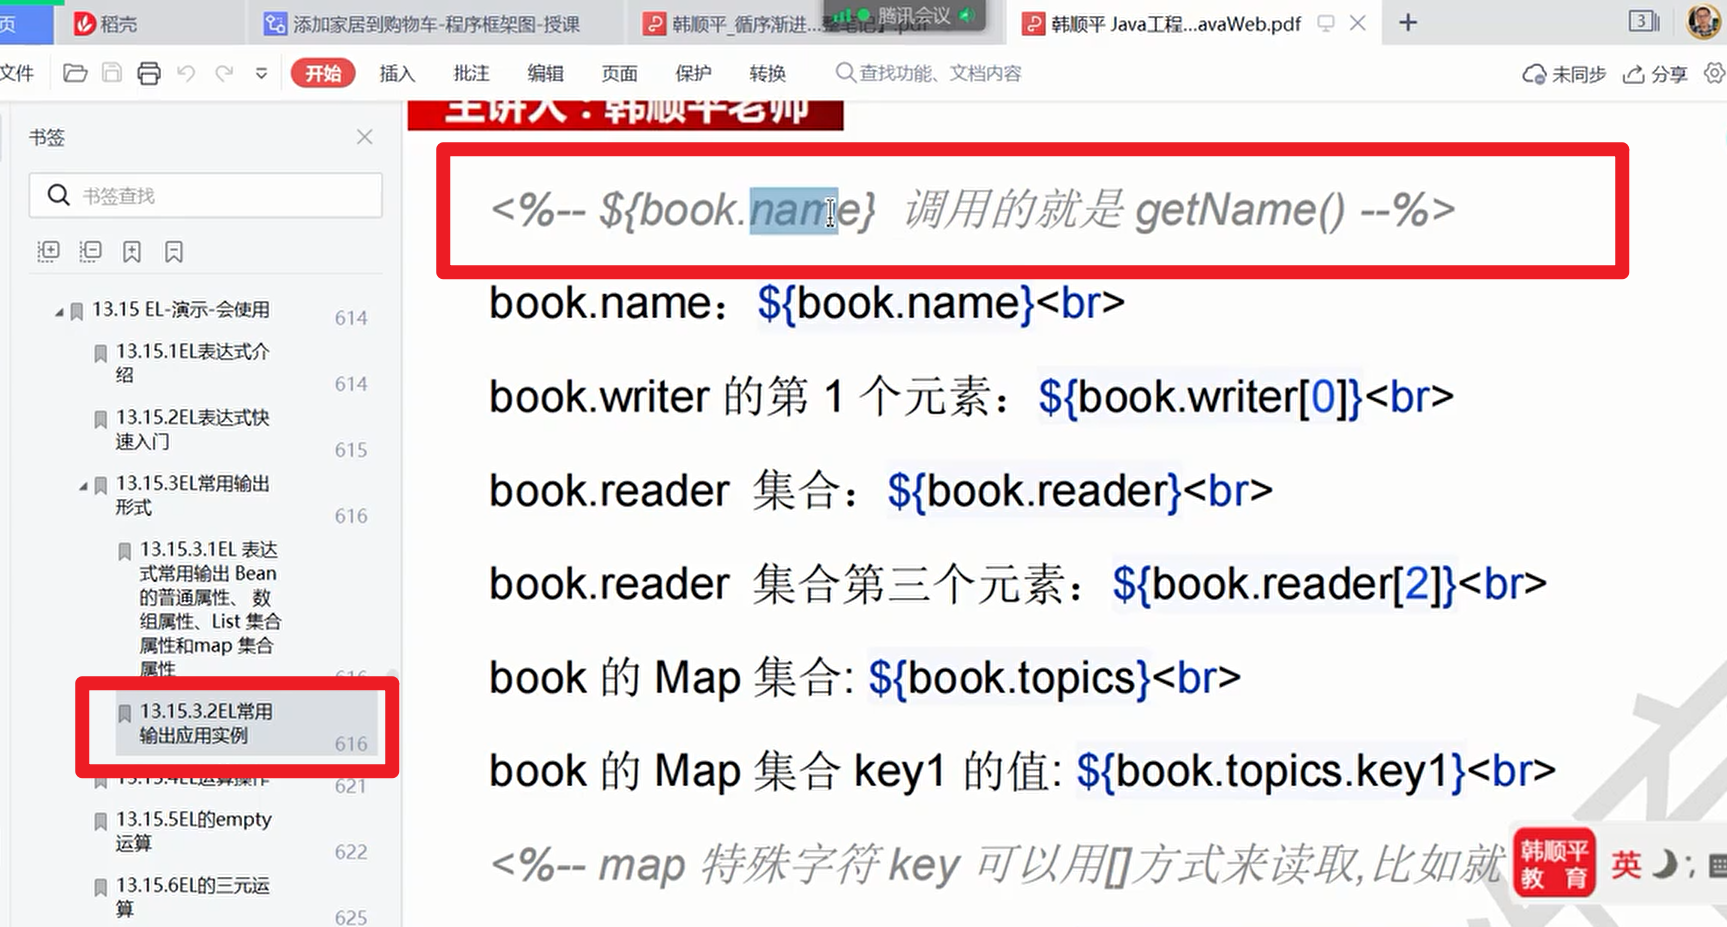 页
稻壳
添加家居到购物车-程序框架图-授课
韩顺平_循序渐进...整笔记】.pdf
腾讯会议
韩顺平 Java工程...avaWeb.pdf
3
文件
开始
插入
批注
编辑
页面
保护
转换
查找功能、文档内容
未同步
分享
书签
书签查找
13.15 EL-演示-会使用 614
13.15.1EL表达式介
绍 614
13.15.2EL表达式快
速入门 615
13.15.3EL常用输出
形式 616
13.15.3.1EL 表达
式常用输出 Bean
的普通属性、 数
组属性、List 集合
属性和map 集合
属性 616
13.15.3.2EL常用
输出应用实例 616
13.15.4EL运算操作 621
13.15.5EL的empty
运算 622
13.15.6EL的三元运
算 625
主讲人：韩顺平老师
<%-- ${book.name} 调用的就是 getName() --%>
book.name：${book.name}<br>
book.writer 的第 1 个元素：${book.writer[0]}<br>
book.reader 集合：${book.reader}<br>
book.reader 集合第三个元素：${book.reader[2]}<br>
book 的 Map 集合: ${book.topics}<br>
book 的 Map 集合 key1 的值: ${book.topics.key1}<br>
<%-- map 特殊字符 key 可以用[]方式来读取,比如就
韩顺平
教育
英